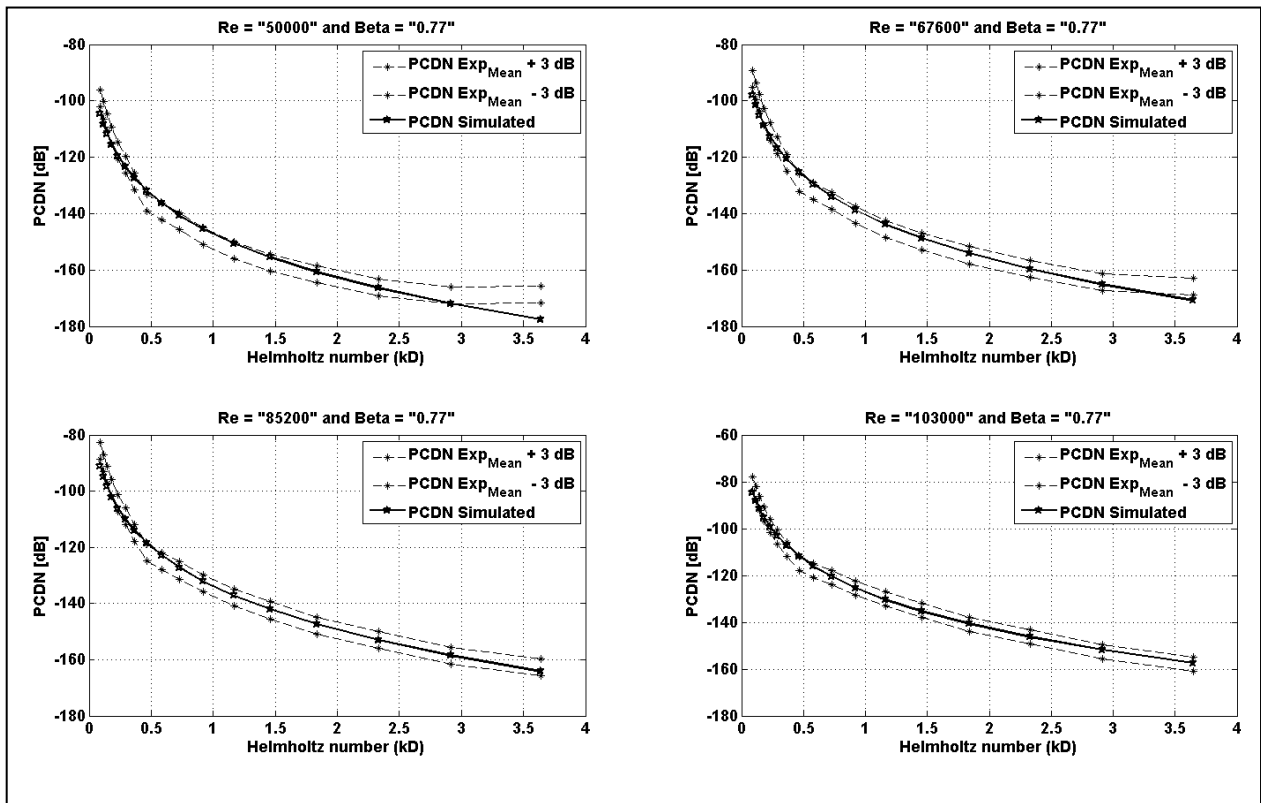 Re = "50000" and Beta = "0.77"
-80
-100
-120
-140
-160
-180
PCDN [dB]
PCDN Exp_Mean + 3 dB
PCDN Exp_Mean - 3 dB
PCDN Simulated
0 0.5 1 1.5 2 2.5 3 3.5 4
Helmholtz number (kD)
Re = "67600" and Beta = "0.77"
-80
-100
-120
-140
-160
-180
PCDN [dB]
PCDN Exp_Mean + 3 dB
PCDN Exp_Mean - 3 dB
PCDN Simulated
0 0.5 1 1.5 2 2.5 3 3.5 4
Helmholtz number (kD)
Re = "85200" and Beta = "0.77"
-80
-100
-120
-140
-160
-180
PCDN [dB]
PCDN Exp_Mean + 3 dB
PCDN Exp_Mean - 3 dB
PCDN Simulated
0 0.5 1 1.5 2 2.5 3 3.5 4
Helmholtz number (kD)
Re = "103000" and Beta = "0.77"
-60
-80
-100
-120
-140
-160
-180
PCDN [dB]
PCDN Exp_Mean + 3 dB
PCDN Exp_Mean - 3 dB
PCDN Simulated
0 0.5 1 1.5 2 2.5 3 3.5 4
Helmholtz number (kD)